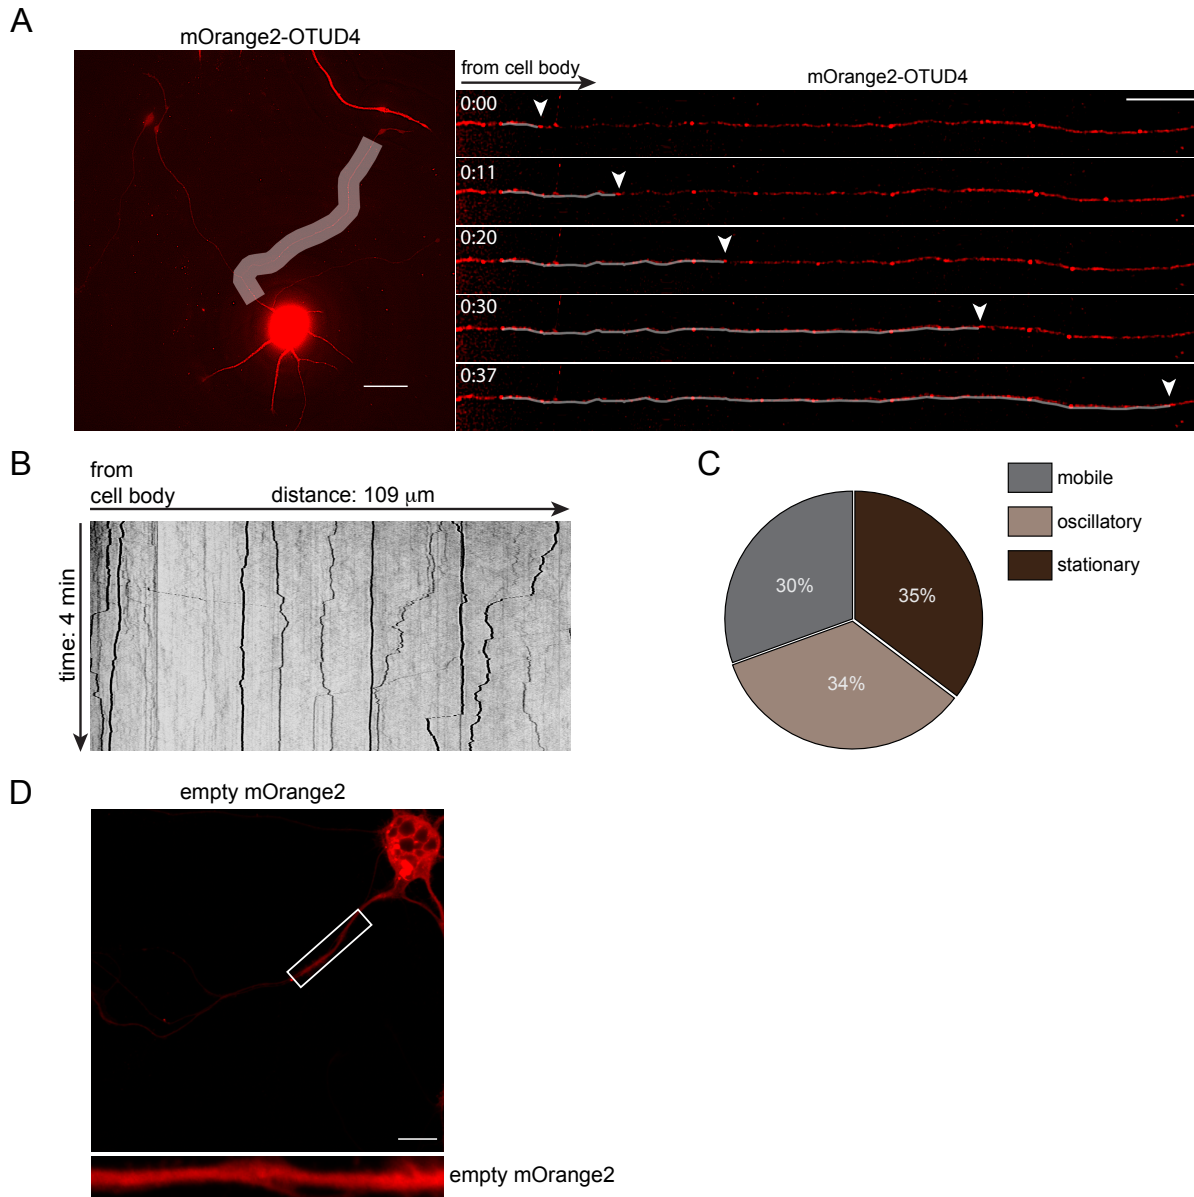 A
mOrange2-OTUD4
from cell body
mOrange2-OTUD4
0:00
0:11
0:20
0:30
0:37
B
from
cell body
distance: 109 μm
time: 4 min
C
mobile
oscillatory
stationary
30%
35%
34%
D
empty mOrange2
empty mOrange2